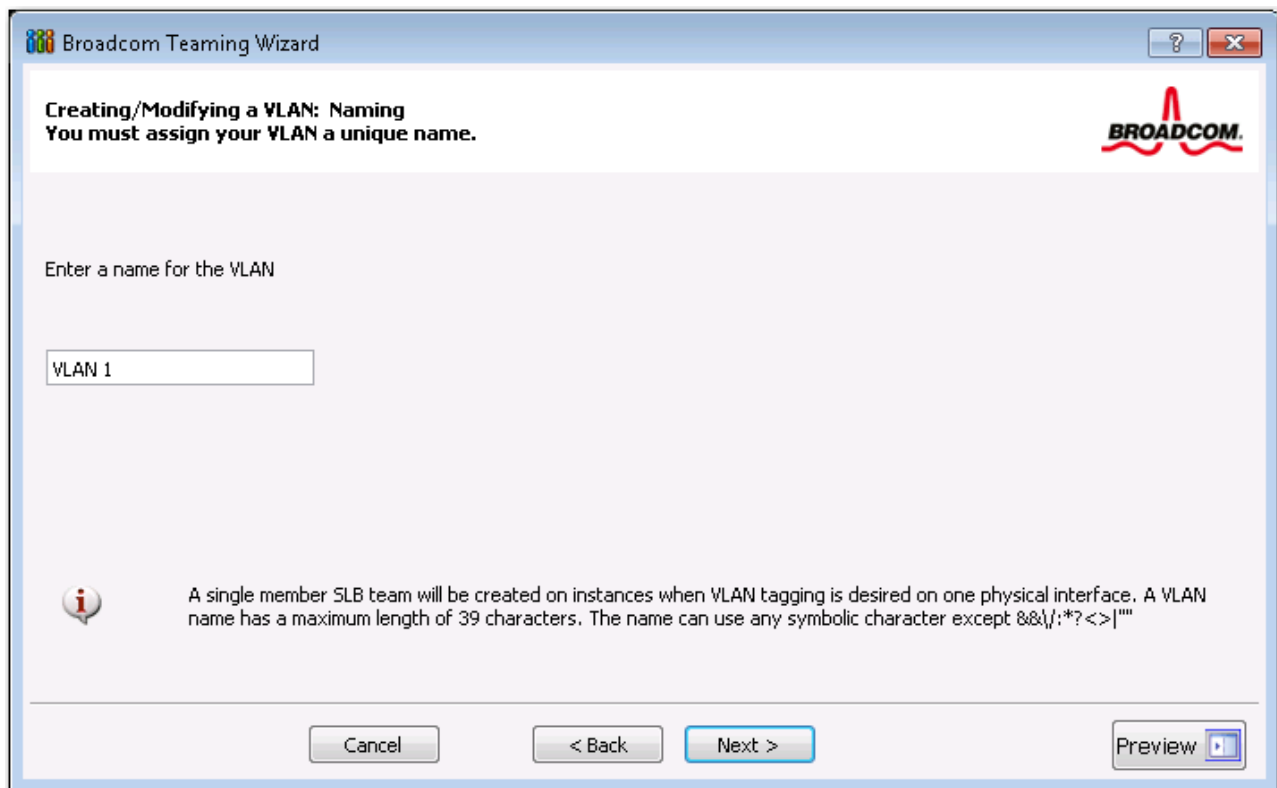 Broadcom Teaming Wizard
?
Creating/Modifying a VLAN: Naming
You must assign your VLAN a unique name.
BROADCOM.
Enter a name for the VLAN
VLAN 1
A single member SLB team will be created on instances when VLAN tagging is desired on one physical interface. A VLAN
name has a maximum length of 39 characters. The name can use any symbolic character except &&\/:*?<>|""
Cancel
< Back
Next >
Preview